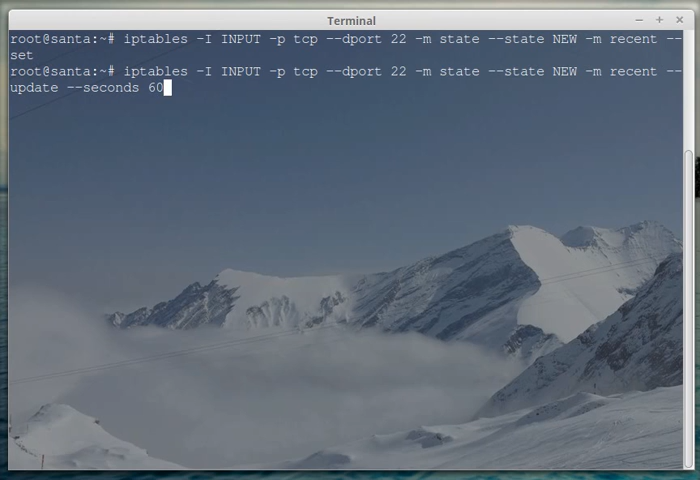 Terminal
root@santa:~# iptables -I INPUT -p tcp --dport 22 -m state --state NEW -m recent --
set
root@santa:~# iptables -I INPUT -p tcp --dport 22 -m state --state NEW -m recent --
update --seconds 60